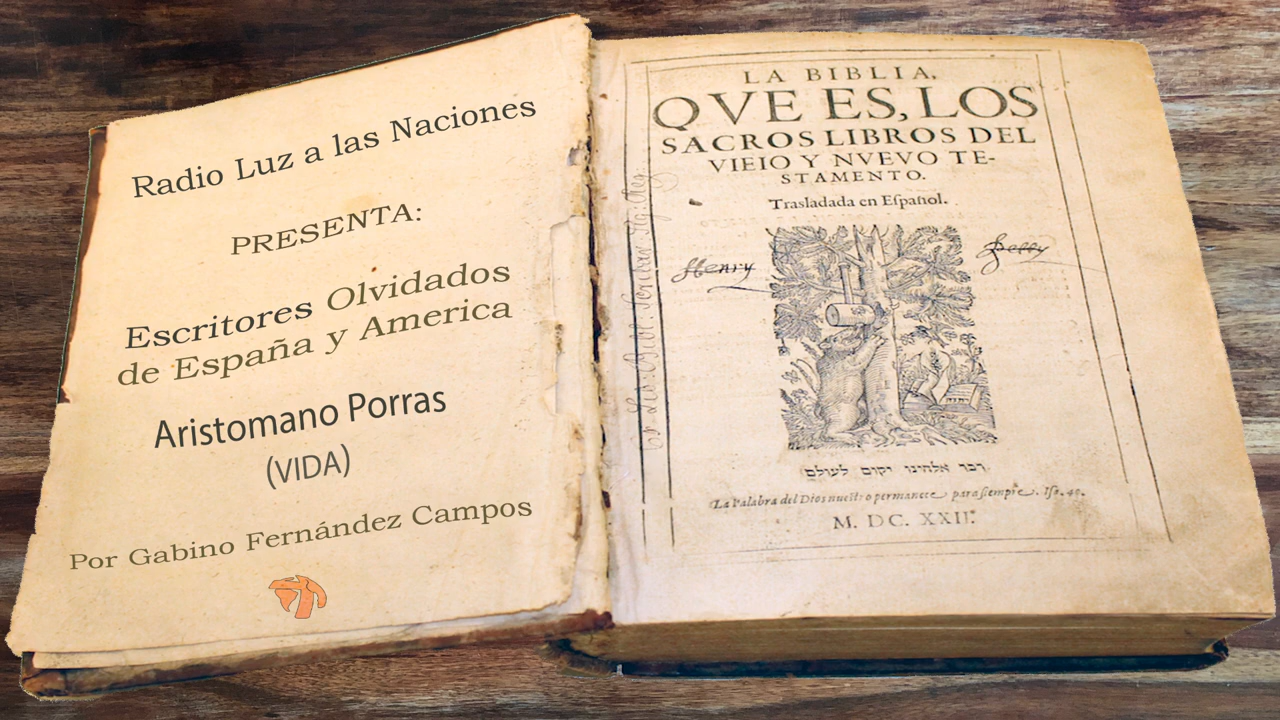 Radio Luz a las Naciones
PRESENTA:
Escritores Olvidados
de España y America
Aristomano Porras
(VIDA)
Por Gabino Fernández Campos
LA BIBLIA,
QVE ES, LOS
SACROS LIBROS DEL
VIEIO Y NVEVO TE-
STAMENTO.
Trasladada en Español.
Henry
דבר אלהינו יקום לעולם
La Palabra del Dios nuestro permanece para siempre. Iſa. 40.
M. DC. XXII.